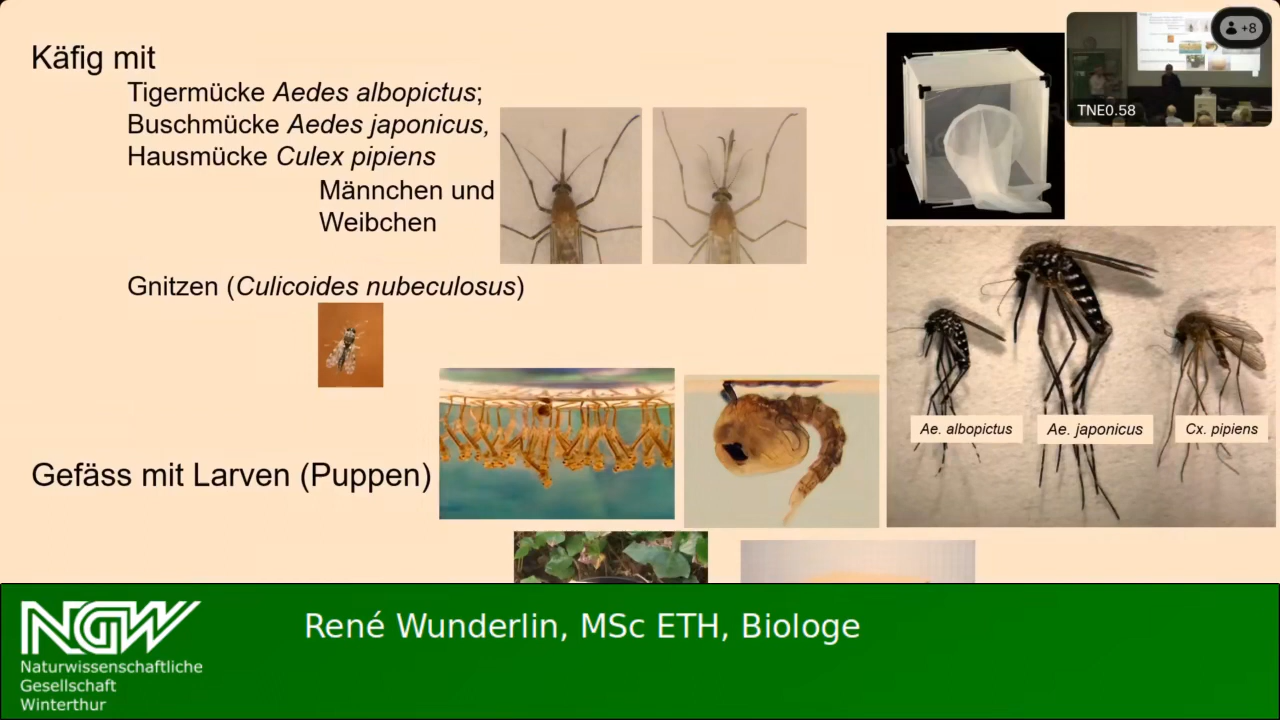 Käfig mit
Tigermücke Aedes albopictus;
Buschmücke Aedes japonicus,
Hausmücke Culex pipiens
Männchen und
Weibchen
Gnitzen (Culicoides nubeculosus)
Gefäss mit Larven (Puppen)
+8
TNE0.58
Ae. albopictus
Ae. japonicus
Cx. pipiens
NGW
Naturwissenschaftliche
Gesellschaft
Winterthur
René Wunderlin, MSc ETH, Biologe